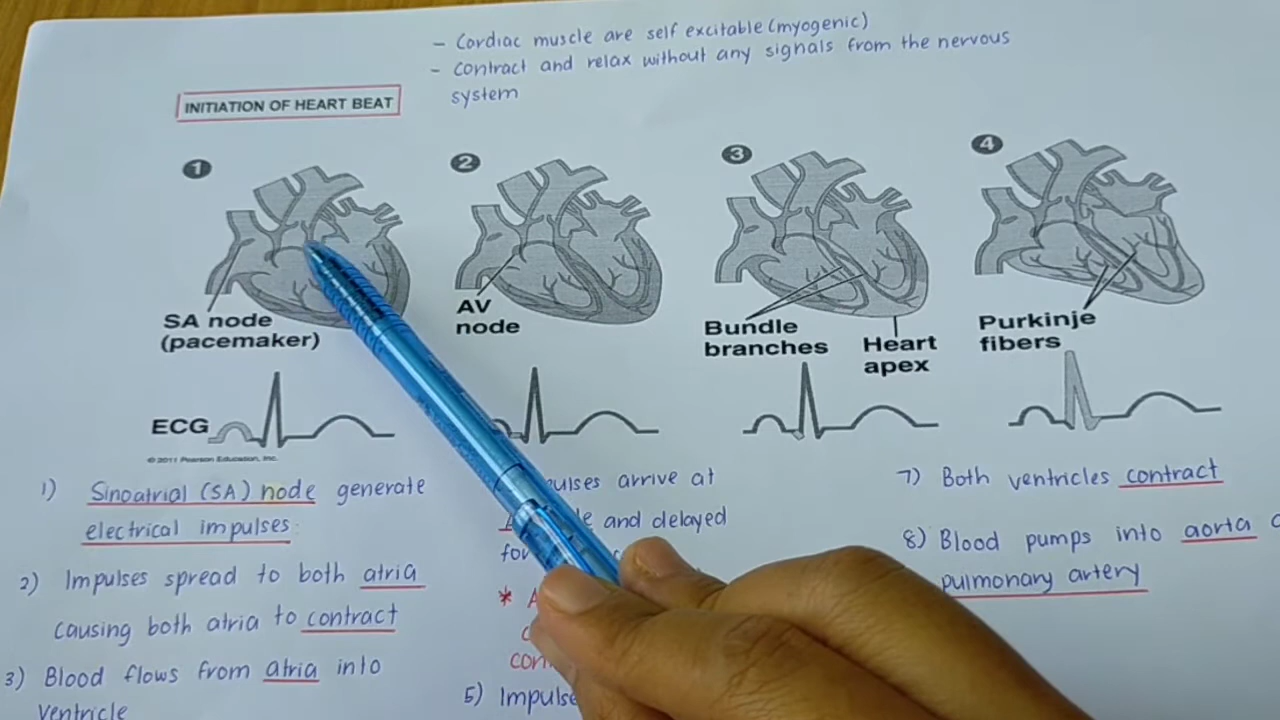 - Cardiac muscle are self excitable (myogenic)
- Contract and relax without any signals from the nervous
system
INITIATION OF HEART BEAT
1
2
3
4
SA node
(pacemaker)
AV
node
Bundle
branches
Heart
apex
Purkinje
fibers
ECG
© 2011 Pearson Education, Inc.
1) Sinoatrial (SA) node generate
electrical impulses.
2) Impulses spread to both atria
causing both atria to contract
3) Blood flows from atria into
ventricle
arrive at
and delayed
*
5) Impulse
7) Both ventricles contract
8) Blood pumps into aorta
pulmonary artery